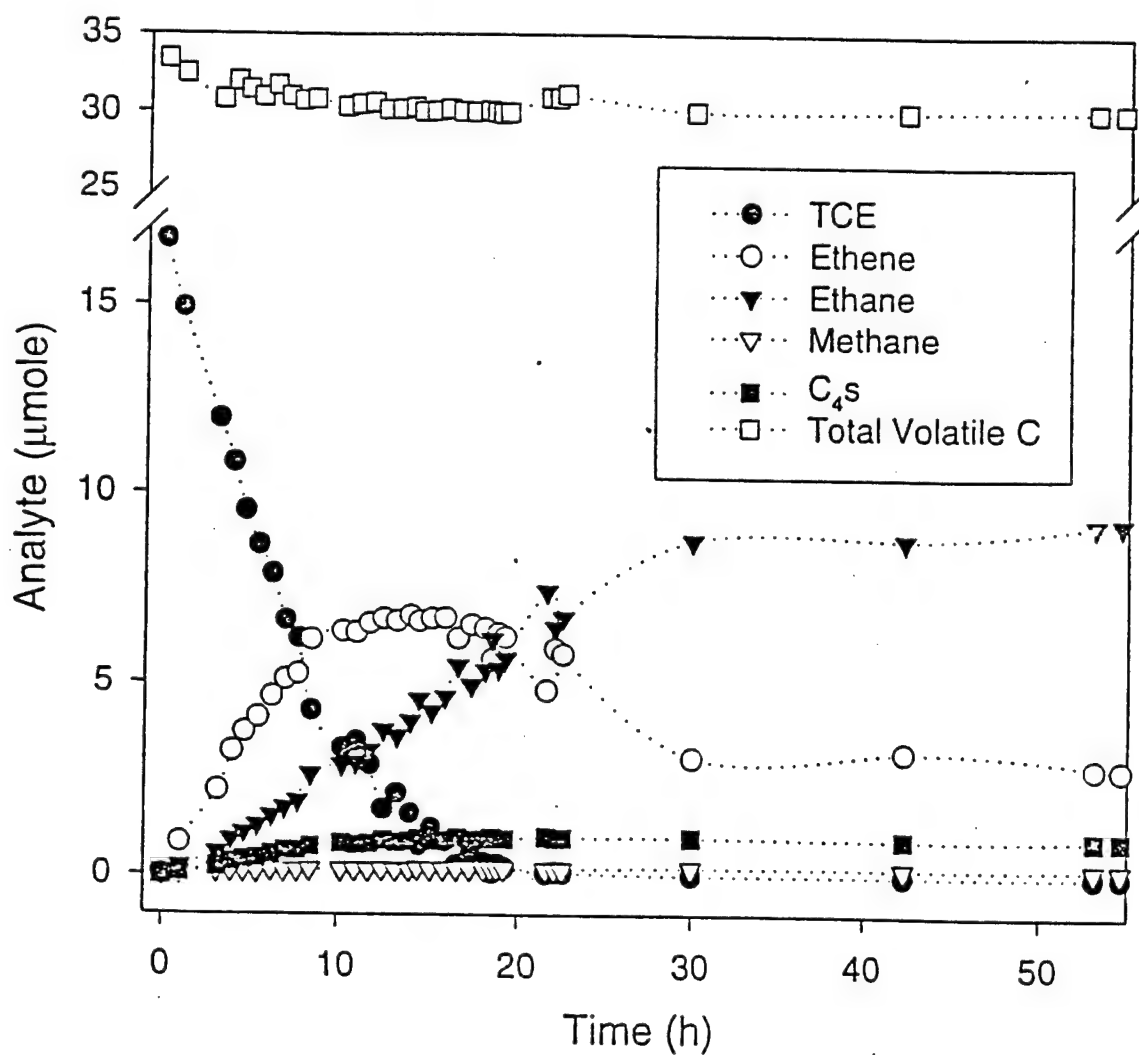 35
30
25
15
10
5
0
Analyte (μmole)
TCE
Ethene
Ethane
Methane
C₄s
Total Volatile C
0
10
20
30
40
50
Time (h)